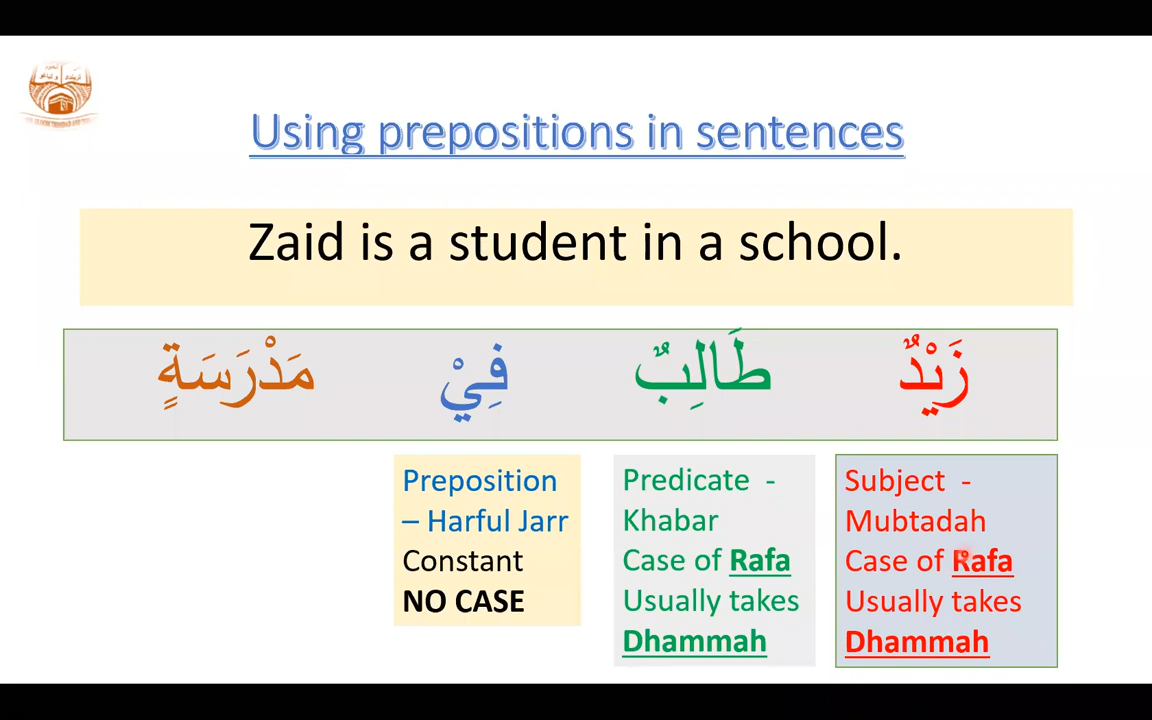 Using prepositions in sentences
Zaid is a student in a school.
زَيْدٌ طَالِبٌ فِيْ مَدْرَسَةٍ
Preposition
– Harful Jarr
Constant
NO CASE
Predicate -
Khabar
Case of Rafa
Usually takes
Dhammah
Subject -
Mubtadah
Case of Rafa
Usually takes
Dhammah